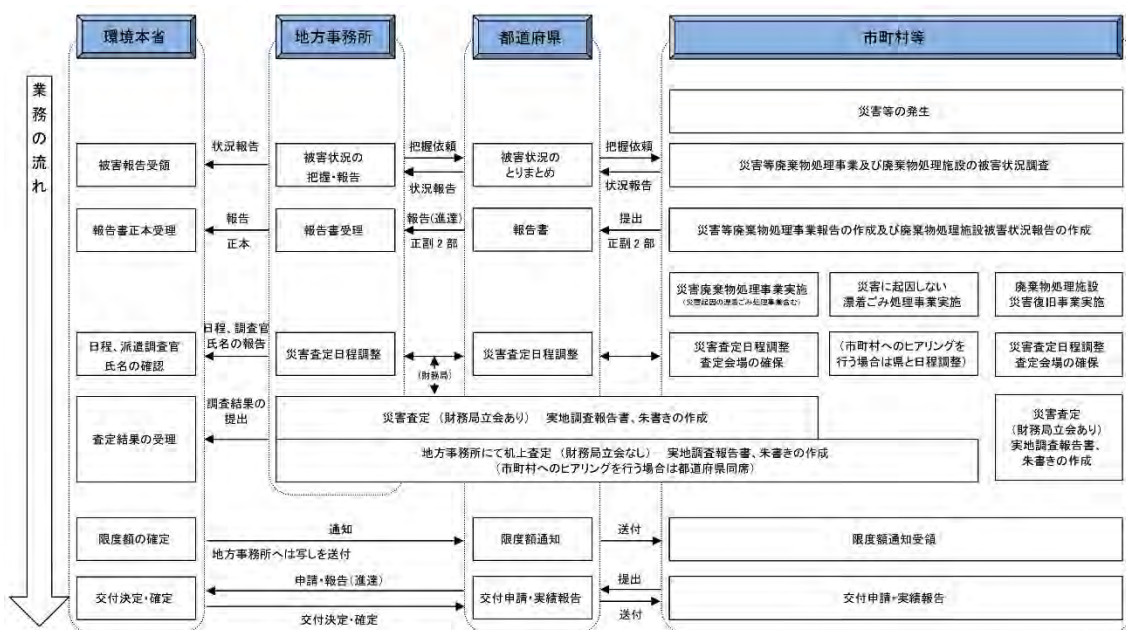 環境本省
地方事務所
都道府県
市町村等
業務の流れ
災害等の発生
被害報告受領
状況報告
被害状況の
把握・報告
把握依頼
状況報告
被害状況の
とりまとめ
把握依頼
状況報告
災害等廃棄物処理事業及び廃棄物処理施設の被害状況調査
報告書正本受理
報告
正本
報告書受理
報告(進達)
正副2部
報告書
提出
正副2部
災害等廃棄物処理事業報告の作成及び廃棄物処理施設被害状況報告の作成
災害廃棄物処理事業実施
(災害起因の漂着ごみ処理事業含む)
災害に起因しない
漂着ごみ処理事業実施
廃棄物処理施設
災害復旧事業実施
日程、派遣調査官
氏名の確認
日程、調査官
氏名の報告
災害査定日程調整
(財務局)
災害査定日程調整
災害査定日程調整
査定会場の確保
(市町村へのヒアリングを
行う場合は県と日程調整)
災害査定日程調整
査定会場の確保
査定結果の受理
調査結果の
提出
災害査定 (財務局立会あり) 実地調査報告書、朱書きの作成
地方事務所にて机上査定 (財務局立会なし) 実地調査報告書、朱書きの作成
(市町村へのヒアリングを行う場合は都道府県同席)
災害査定
(財務局立会あり)
実地調査報告書、
朱書きの作成
限度額の確定
通知
地方事務所へは写しを送付
限度額通知
送付
限度額通知受領
交付決定・確定
申請・報告(進達)
交付決定・確定
交付申請・実績報告
提出
送付
交付申請・実績報告